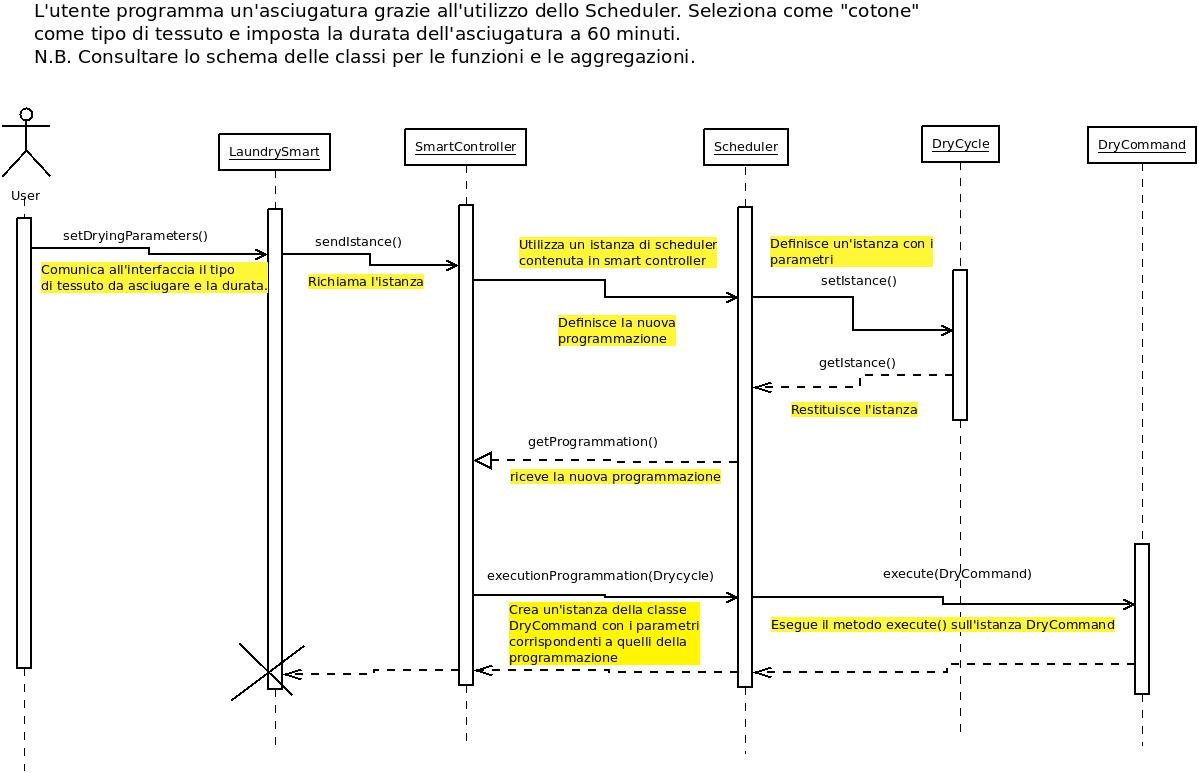 L'utente programma un'asciugatura grazie all'utilizzo dello Scheduler. Seleziona come "cotone"
come tipo di tessuto e imposta la durata dell'asciugatura a 60 minuti.
N.B. Consultare lo schema delle classi per le funzioni e le aggregazioni.
User
LaundrySmart
SmartController
Scheduler
DryCycle
DryCommand
setDryingParameters()
Comunica all'interfaccia il tipo
di tessuto da asciugare e la durata.
sendIstance()
Richiama l'istanza
Utilizza un istanza di scheduler
contenuta in smart controller
Definisce la nuova
programmazione
Definisce un'istanza con i
parametri
setIstance()
getIstance()
Restituisce l'istanza
getProgrammation()
riceve la nuova programmazione
executionProgrammation(Drycycle)
Crea un'istanza della classe
DryCommand con i parametri
corrispondenti a quelli della
programmazione
execute(DryCommand)
Esegue il metodo execute() sull'istanza DryCommand